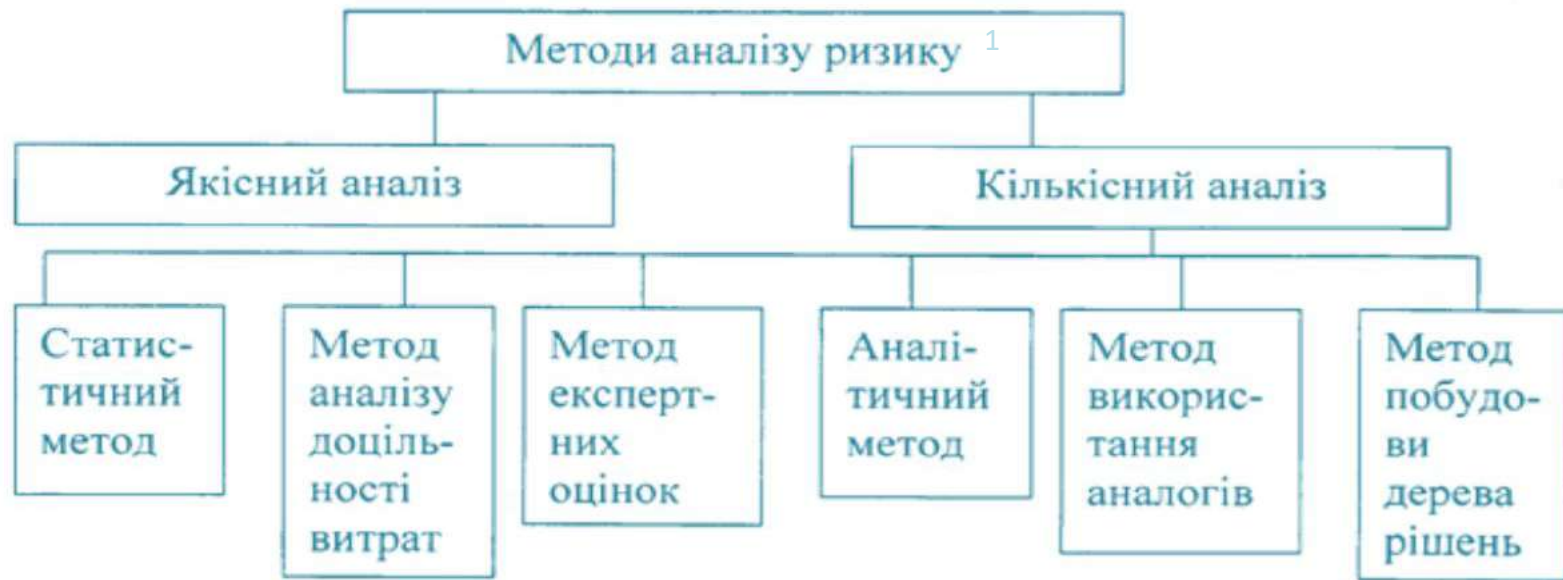 Методи аналізу ризику 1
Якісний аналіз
Кількісний аналіз
Статис-
тичний
метод
Метод
аналізу
доціль-
ності
витрат
Метод
експерт-
них
оцінок
Аналі-
тичний
метод
Метод
викорис-
тання
аналогів
Метод
побудо-
ви
дерева
рішень